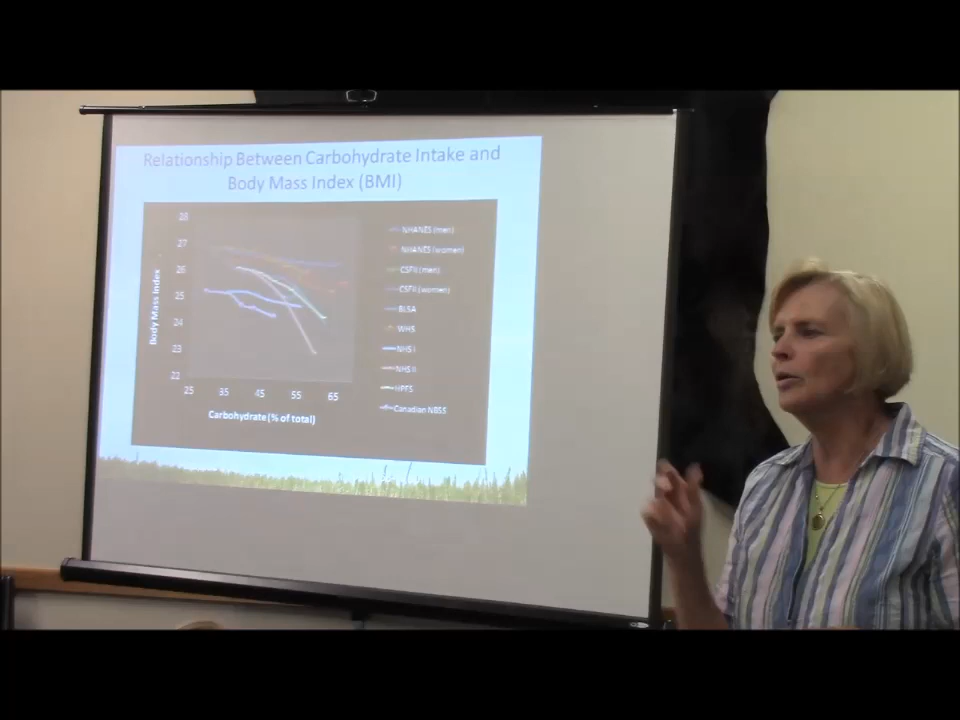 Relationship Between Carbohydrate Intake and
Body Mass Index (BMI)
28
27
26
25
24
23
22
Body Mass Index
25 35 45 55 65
Carbohydrate (% of total)
NHANES (men)
NHANES (women)
CSFII (men)
CSFII (women)
BLSA
WHS
NHS I
NHS II
HPFS
Canadian NBSS